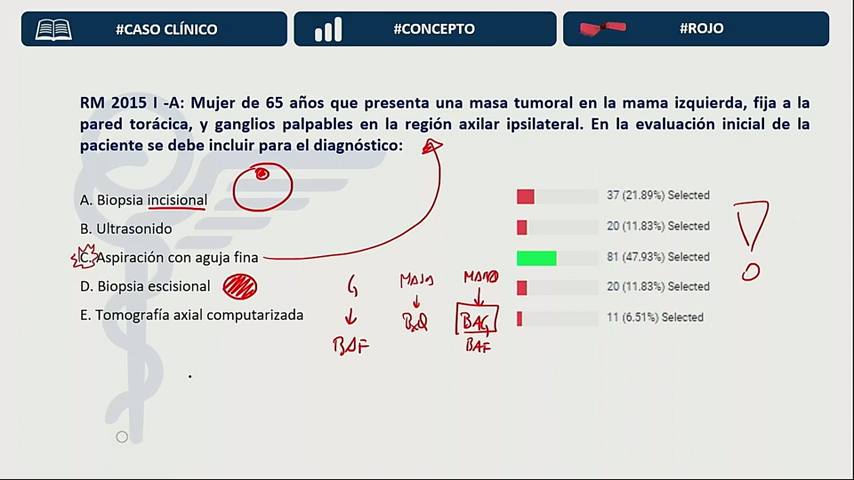 #CASO CLÍNICO
#CONCEPTO
#ROJO
RM 2015 I -A: Mujer de 65 años que presenta una masa tumoral en la mama izquierda, fija a la
pared torácica, y ganglios palpables en la región axilar ipsilateral. En la evaluación inicial de la
paciente se debe incluir para el diagnóstico:
A. Biopsia incisional
B. Ultrasonido
C. Aspiración con aguja fina
D. Biopsia escisional
E. Tomografía axial computarizada
37 (21.89%) Selected
20 (11.83%) Selected
81 (47.93%) Selected
20 (11.83%) Selected
11 (6.51%) Selected
G
BAF
BAG
BAF